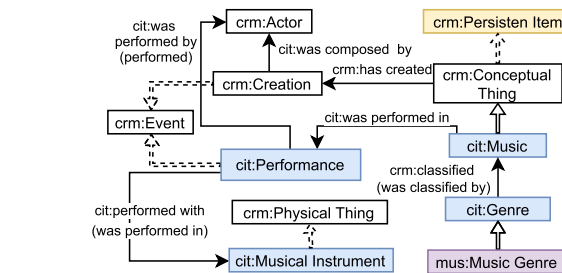 cit:was
performed by
(performed)
crm:Actor
crm:Persisten Item
cit:was composed by
crm:has created
crm:Creation
crm:Conceptual
Thing
crm:Event
cit:was performed in
cit:Music
cit:Performance
crm:classified
(was classified by)
cit:performed with
(was performed in)
crm:Physical Thing
cit:Genre
cit:Musical Instrument
mus:Music Genre